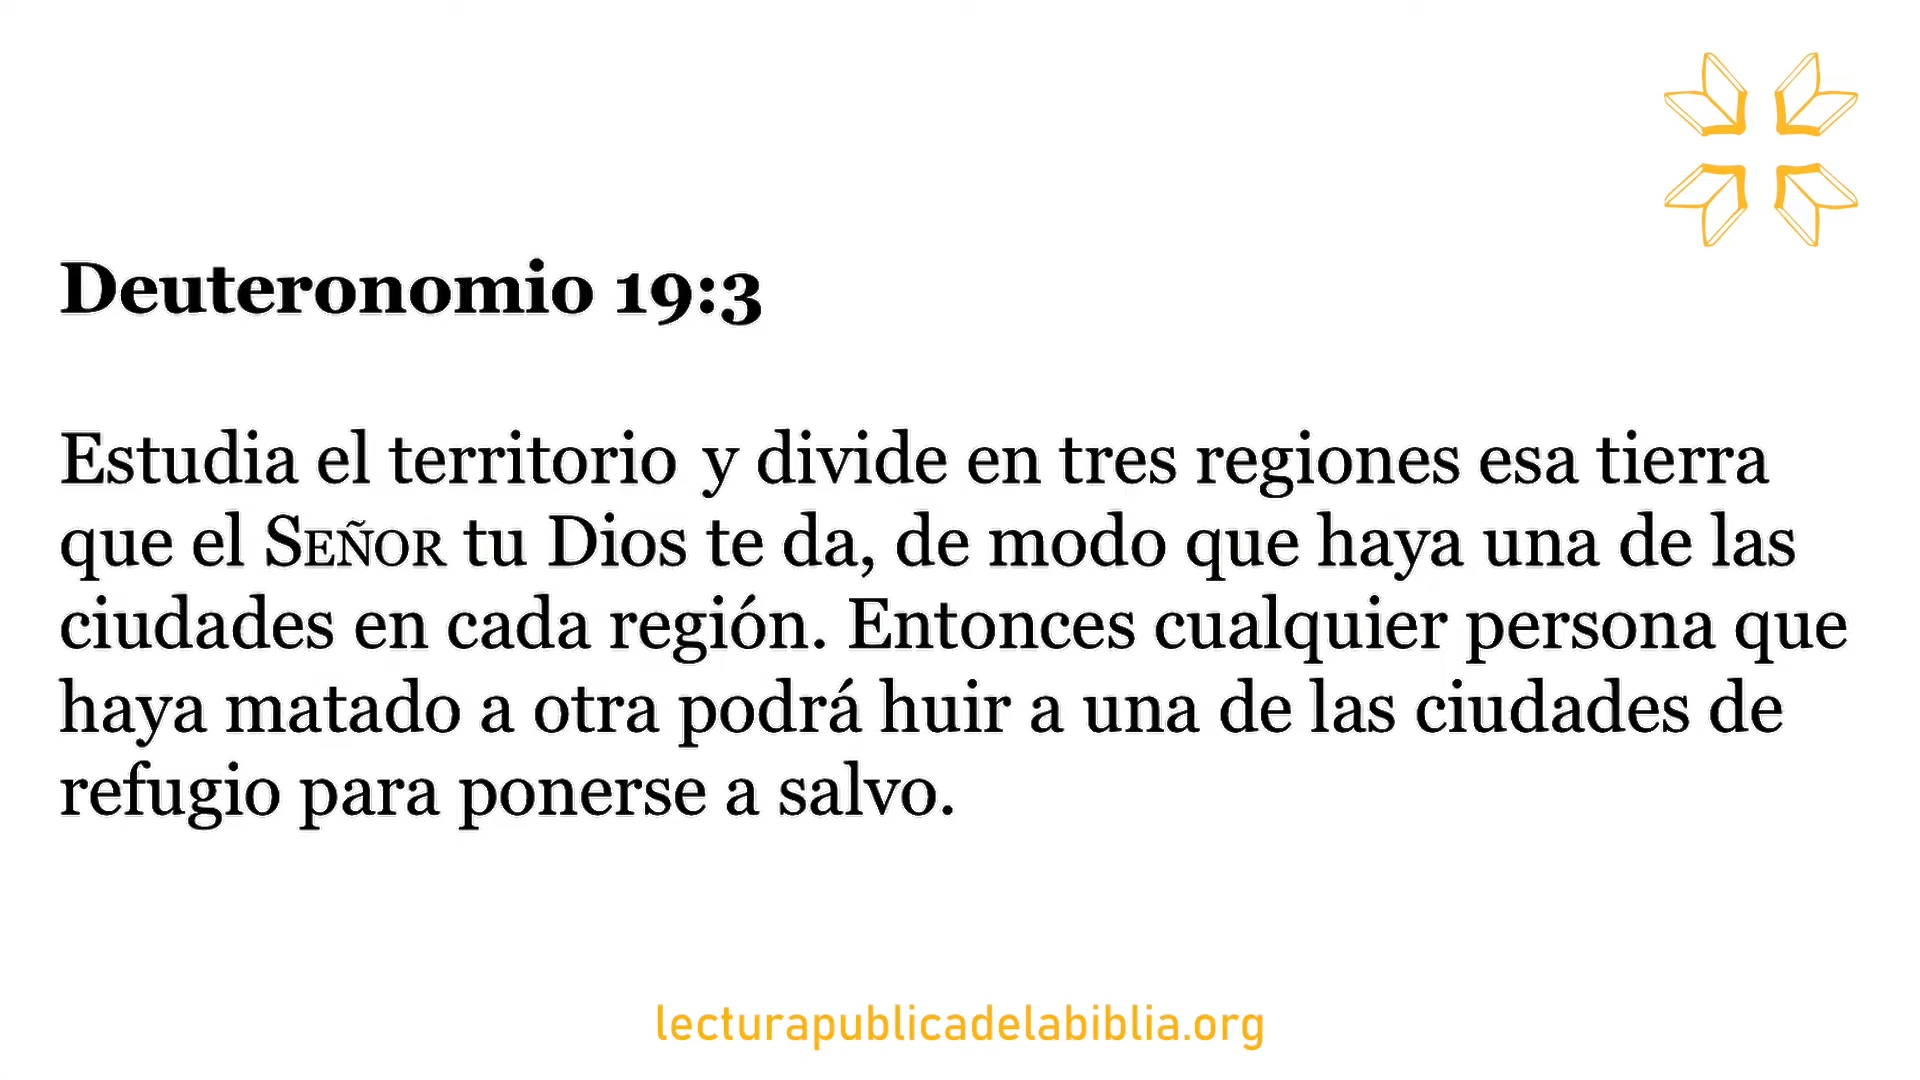 Deuteronomio 19:3
Estudia el territorio y divide en tres regiones esa tierra
que el SEÑOR tu Dios te da, de modo que haya una de las
ciudades en cada región. Entonces cualquier persona que
haya matado a otra podrá huir a una de las ciudades de
refugio para ponerse a salvo.
lecturapublicadelabiblia.org